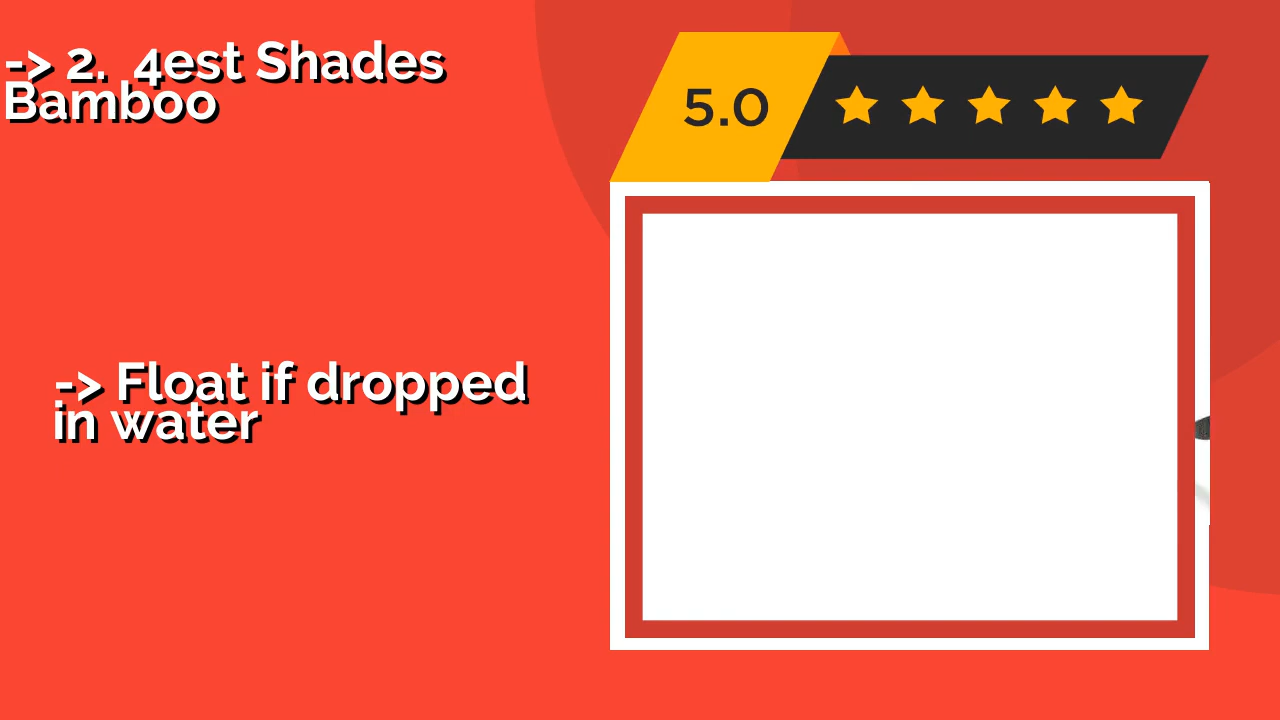 -> 2.  4est Shades
Bamboo
5.0
-> Float if dropped
in water